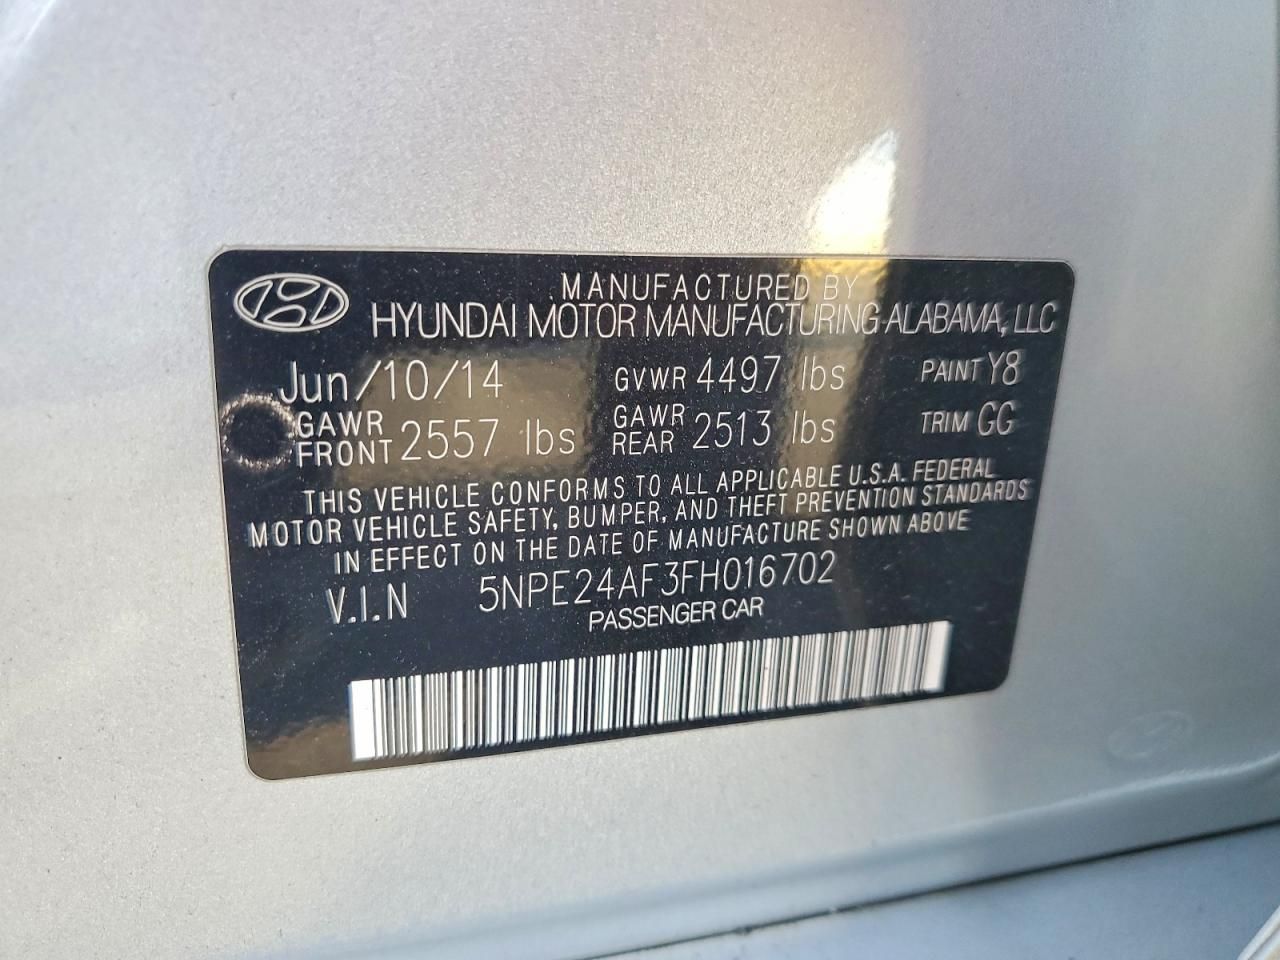 MANUFACTURED BY
HYUNDAI MOTOR MANUFACTURING ALABAMA, LLC
Jun/10/14 GVWR 4497 lbs PAINT Y8
GAWR FRONT 2557 lbs GAWR REAR 2513 lbs TRIM GG
THIS VEHICLE CONFORMS TO ALL APPLICABLE U.S.A. FEDERAL
MOTOR VEHICLE SAFETY, BUMPER, AND THEFT PREVENTION STANDARDS
IN EFFECT ON THE DATE OF MANUFACTURE SHOWN ABOVE
V.I.N 5NPE24AF3FH016702
PASSENGER CAR